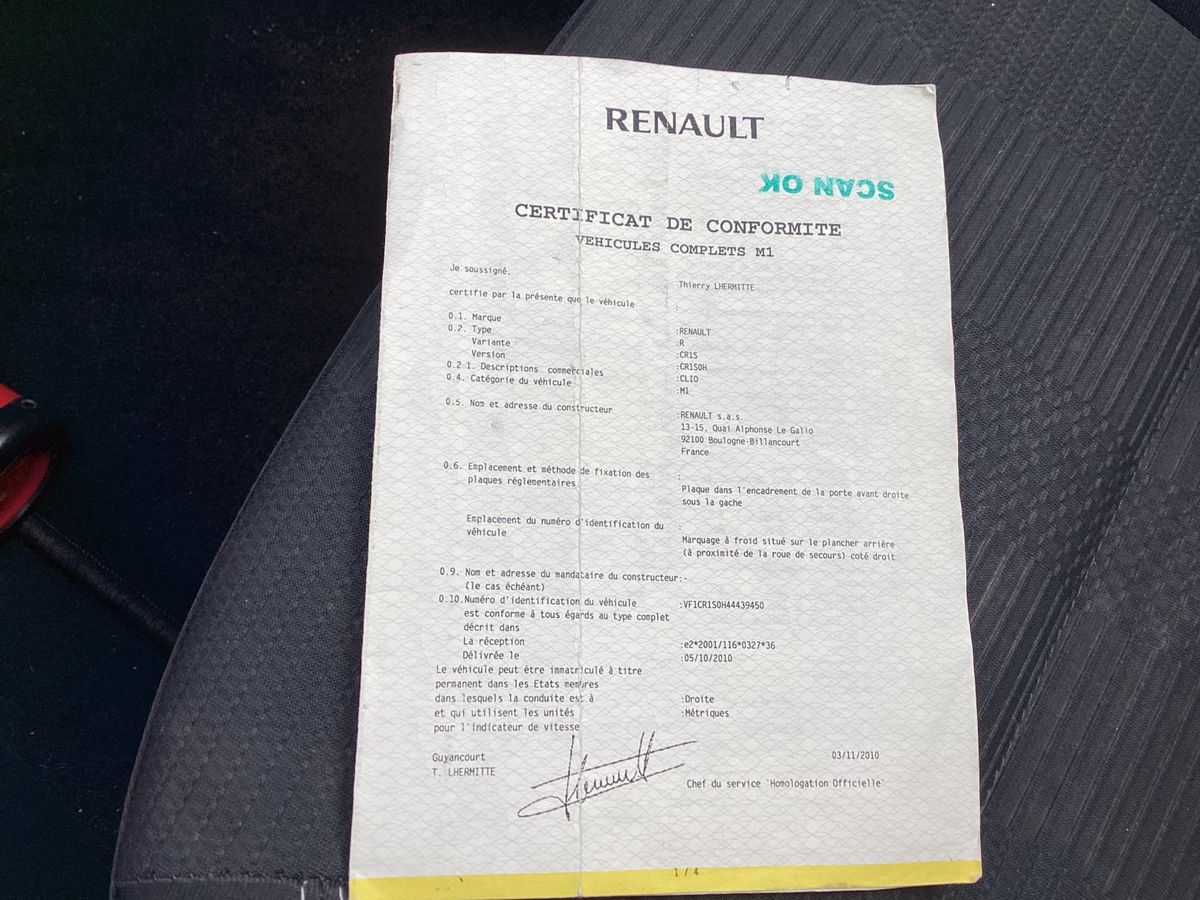 RENAULT
SCAN OK
CERTIFICAT DE CONFORMITE
VEHICULES COMPLETS M1
Je soussigné,
Thierry LHERMITTE
certifie par la présente que le véhicule :
0.1. Marque :RENAULT
0.2. Type :R
Variante :CR1S
Version :CR1S0H
0.2 1. Descriptions commerciales :CLIO
0.4. Catégorie du véhicule :M1
0.5. Nom et adresse du constructeur :RENAULT s.a.s.
13-15, Quai Alphonse Le Gallo
92100 Boulogne-Billancourt
France
0.6. Emplacement et méthode de fixation des
plaques réglementaires :
Plaque dans l'encadrement de la porte avant droite
sous la gache
Emplacement du numéro d'identification du
véhicule :
Marquage à froid situé sur le plancher arrière
(à proximité de la roue de secours) coté droit
0.9. Nom et adresse du mandataire du constructeur:-
(le cas échéant)
0.10.Numéro d'identification du véhicule :VF1CR1S0H44439450
est conforme à tous égards au type complet
décrit dans
La réception :e2*2001/116*0327*36
Délivrée le :05/10/2010
Le véhicule peut être immatriculé à titre
permanent dans les Etats membres
dans lesquels la conduite est à :Droite
et qui utilisent les unités :Métriques
pour l'indicateur de vitesse
Guyancourt 03/11/2010
T. LHERMITTE
Chef du service 'Homologation Officielle'
1 / 4